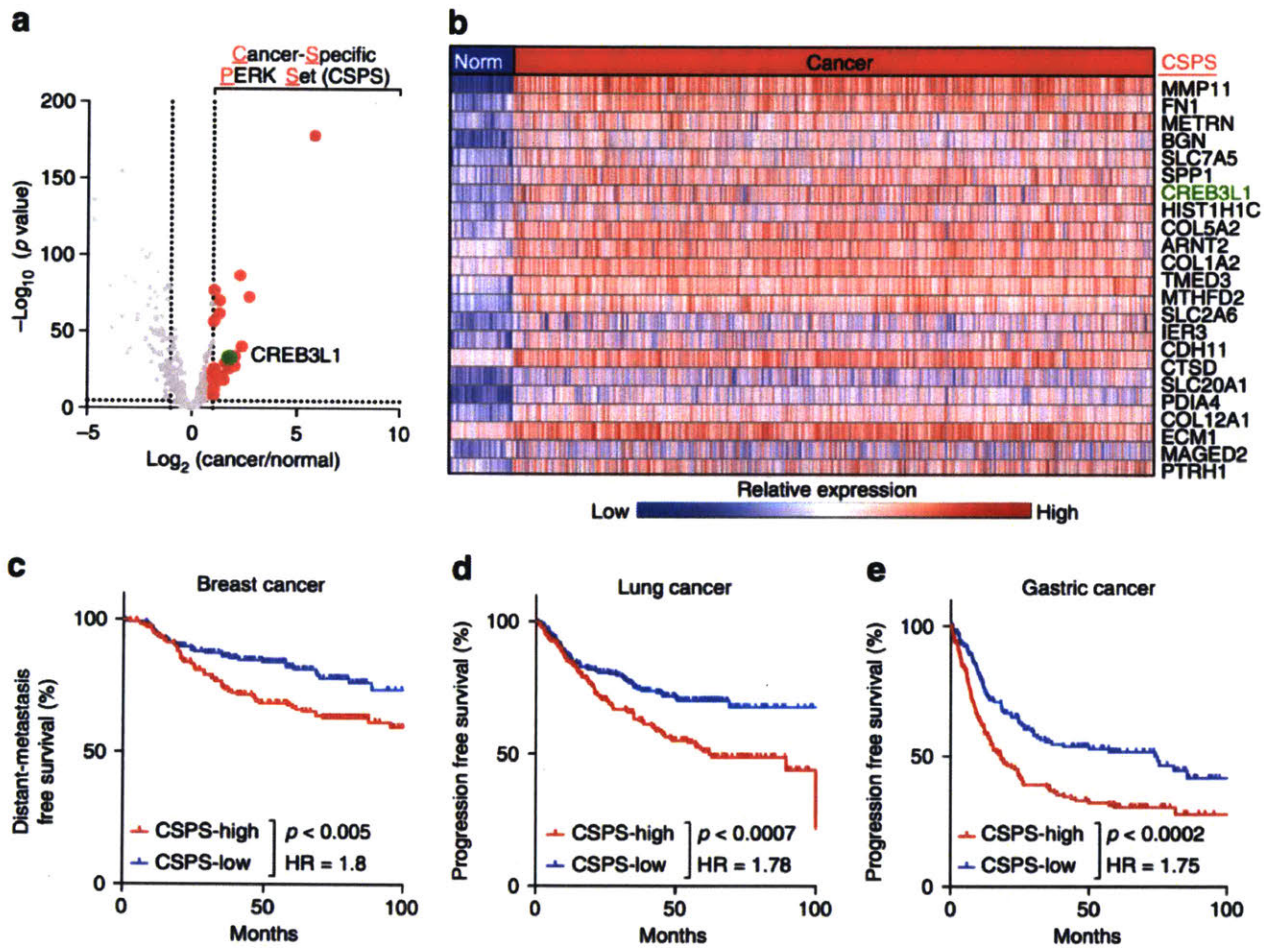 a
Cancer-Specific
PERK Set (CSPS)
200
150
100
50
0
−Log10 (p value)
CREB3L1
−5
0
5
10
Log2 (cancer/normal)
b
Norm
Cancer
CSPS
MMP11
FN1
METRN
BGN
SLC7A5
SPP1
CREB3L1
HIST1H1C
COL5A2
ARNT2
COL1A2
TMED3
MTHFD2
SLC2A6
IER3
CDH11
CTSD
SLC20A1
PDIA4
COL12A1
ECM1
MAGED2
PTRH1
Relative expression
Low
High
c
Breast cancer
Distant-metastasis
free survival (%)
100
50
0
CSPS-high
CSPS-low
p < 0.005
HR = 1.8
0
50
100
Months
d
Lung cancer
Progression free survival (%)
100
50
0
CSPS-high
CSPS-low
p < 0.0007
HR = 1.78
0
50
100
Months
e
Gastric cancer
Progression free survival (%)
100
50
0
CSPS-high
CSPS-low
p < 0.0002
HR = 1.75
0
50
100
Months